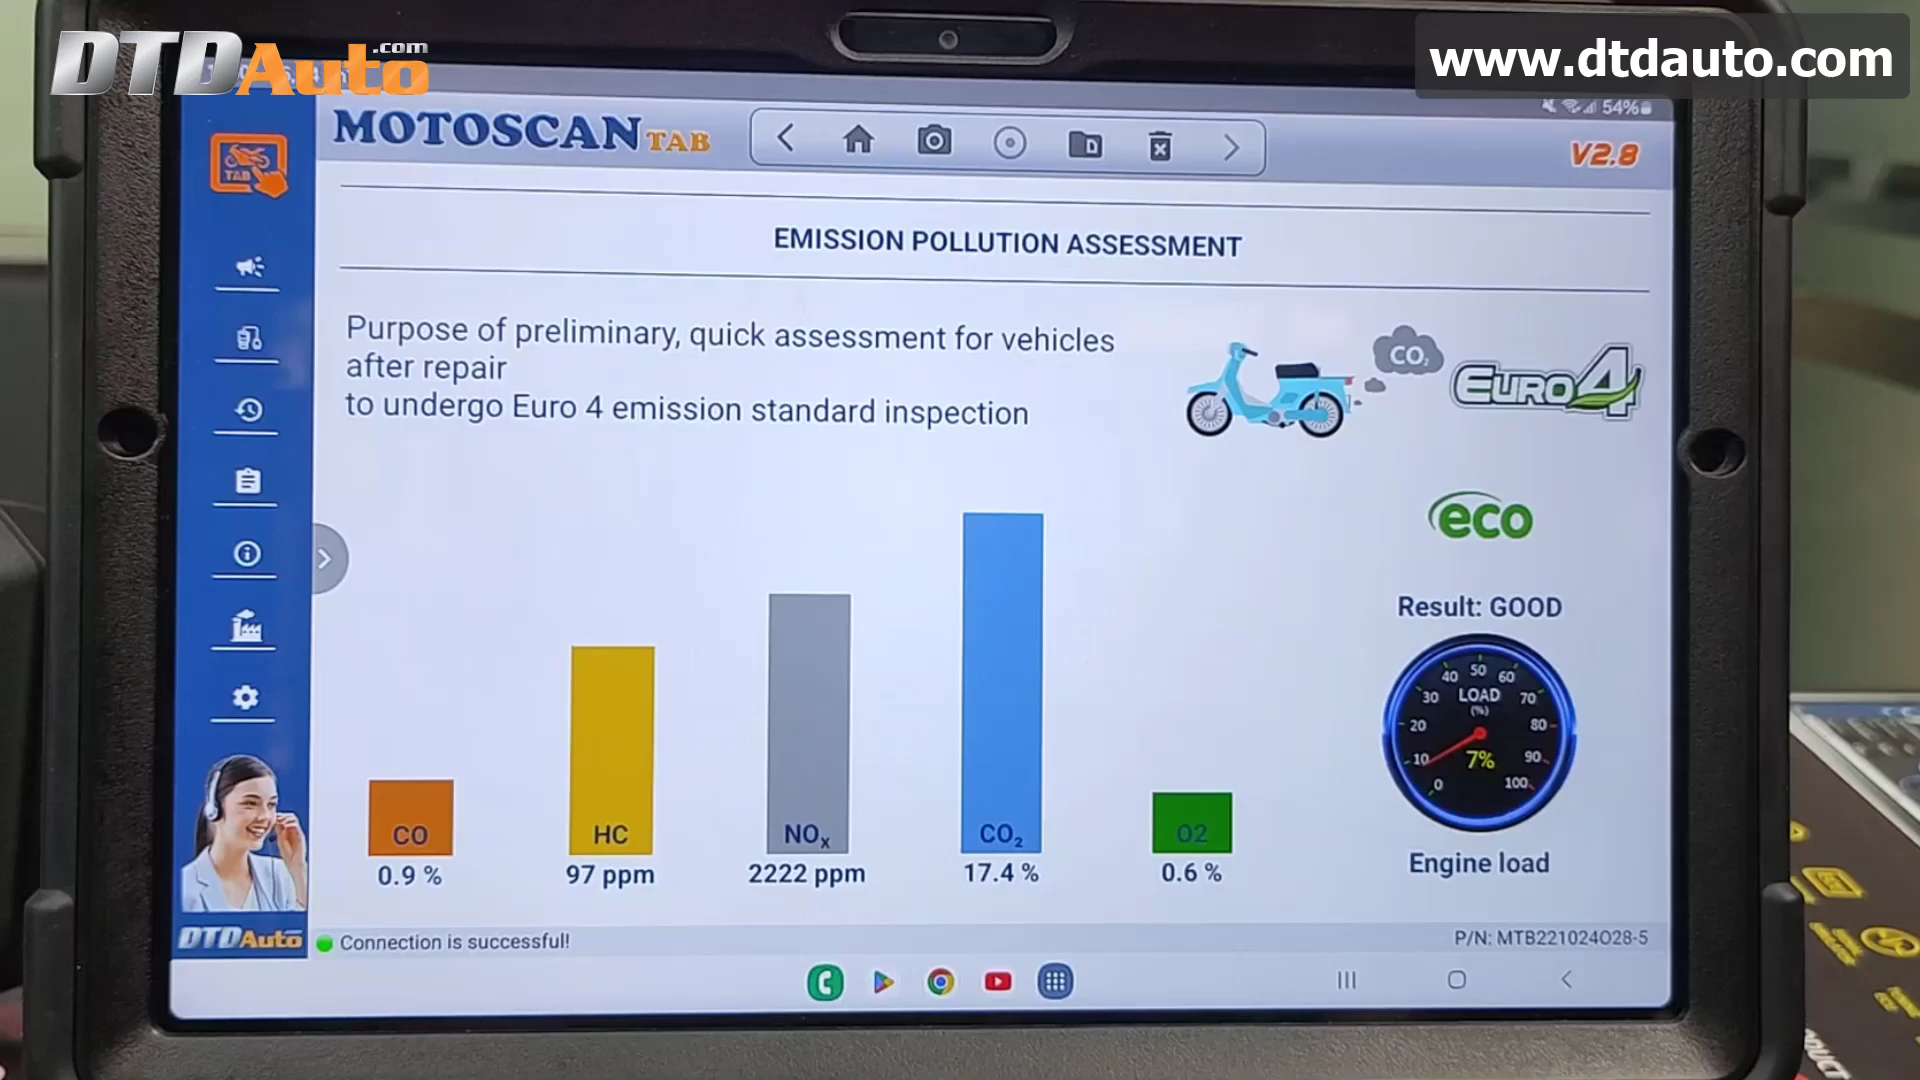 DTDAuto.com
www.dtdauto.com
54%
MOTOSCAN TAB
V2.8
TAB
EMISSION POLLUTION ASSESSMENT
Purpose of preliminary, quick assessment for vehicles
after repair
to undergo Euro 4 emission standard inspection
CO₂
EURO4
eco
Result: GOOD
0 10 20 30 40 50 60 70 80 90 100
LOAD
(%)
7%
Engine load
CO HC NOx CO₂ O2
0.9 % 97 ppm 2222 ppm 17.4 % 0.6 %
DTDAuto
Connection is successful!
P/N: MTB221024O28-5